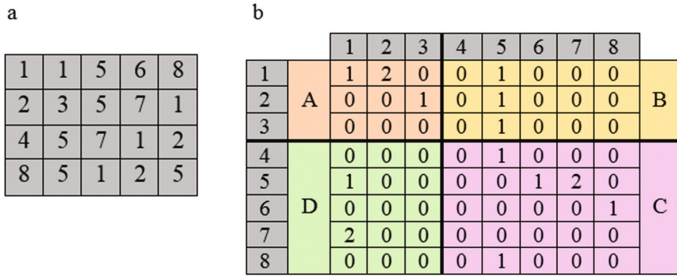 a
1 1 5 6 8
2 3 5 7 1
4 5 7 1 2
8 5 1 2 5
b
1 2 3 4 5 6 7 8
1 1 2 0 0 1 0 0 0
2 A 0 0 1 0 1 0 0 0 B
3 0 0 0 0 1 0 0 0
4 0 0 0 0 1 0 0 0
5 1 0 0 0 0 1 2 0
6 D 0 0 0 0 0 0 0 1 C
7 2 0 0 0 0 0 0 0
8 0 0 0 0 1 0 0 0